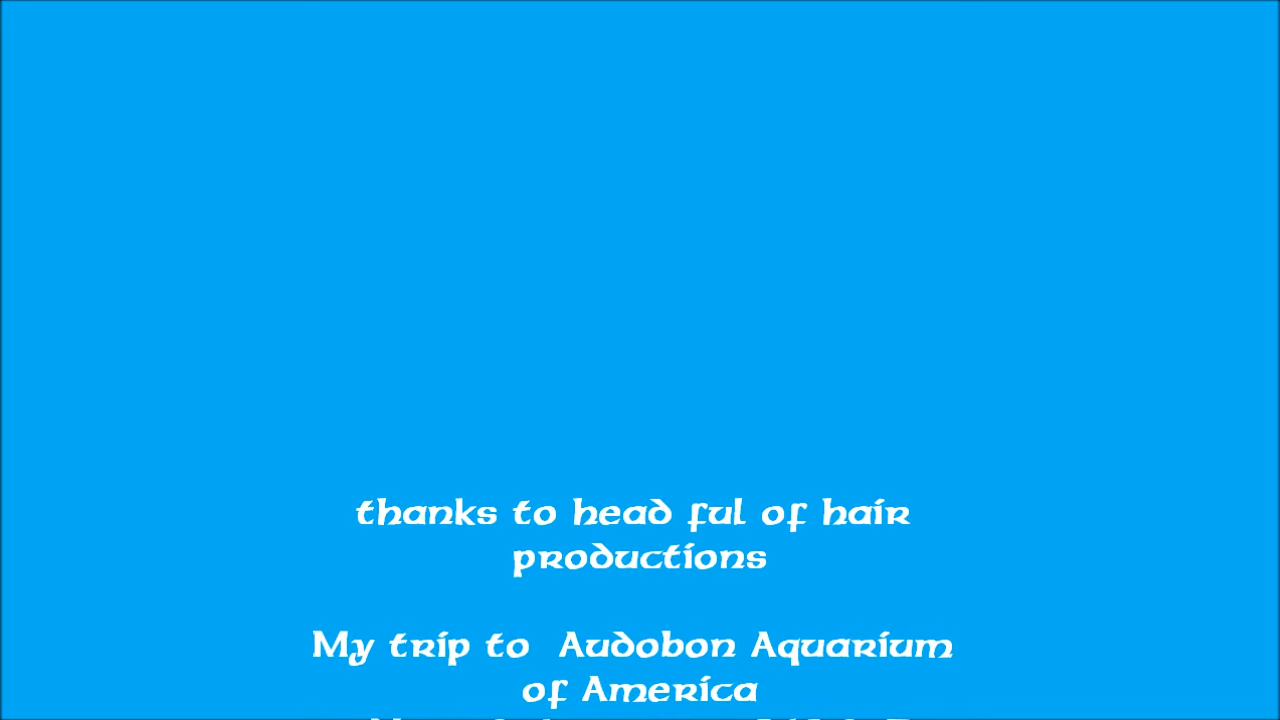 thanks to head ful of hair
productions
My trip to Audobon Aquarium
of America